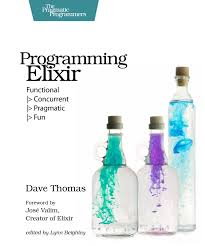 The
Pragmatic
Programmers
Programming
Elixir
Functional
|> Concurrent
|> Pragmatic
|> Fun
Dave Thomas
Foreword by
José Valim,
Creator of Elixir
edited by Lynn Beighley